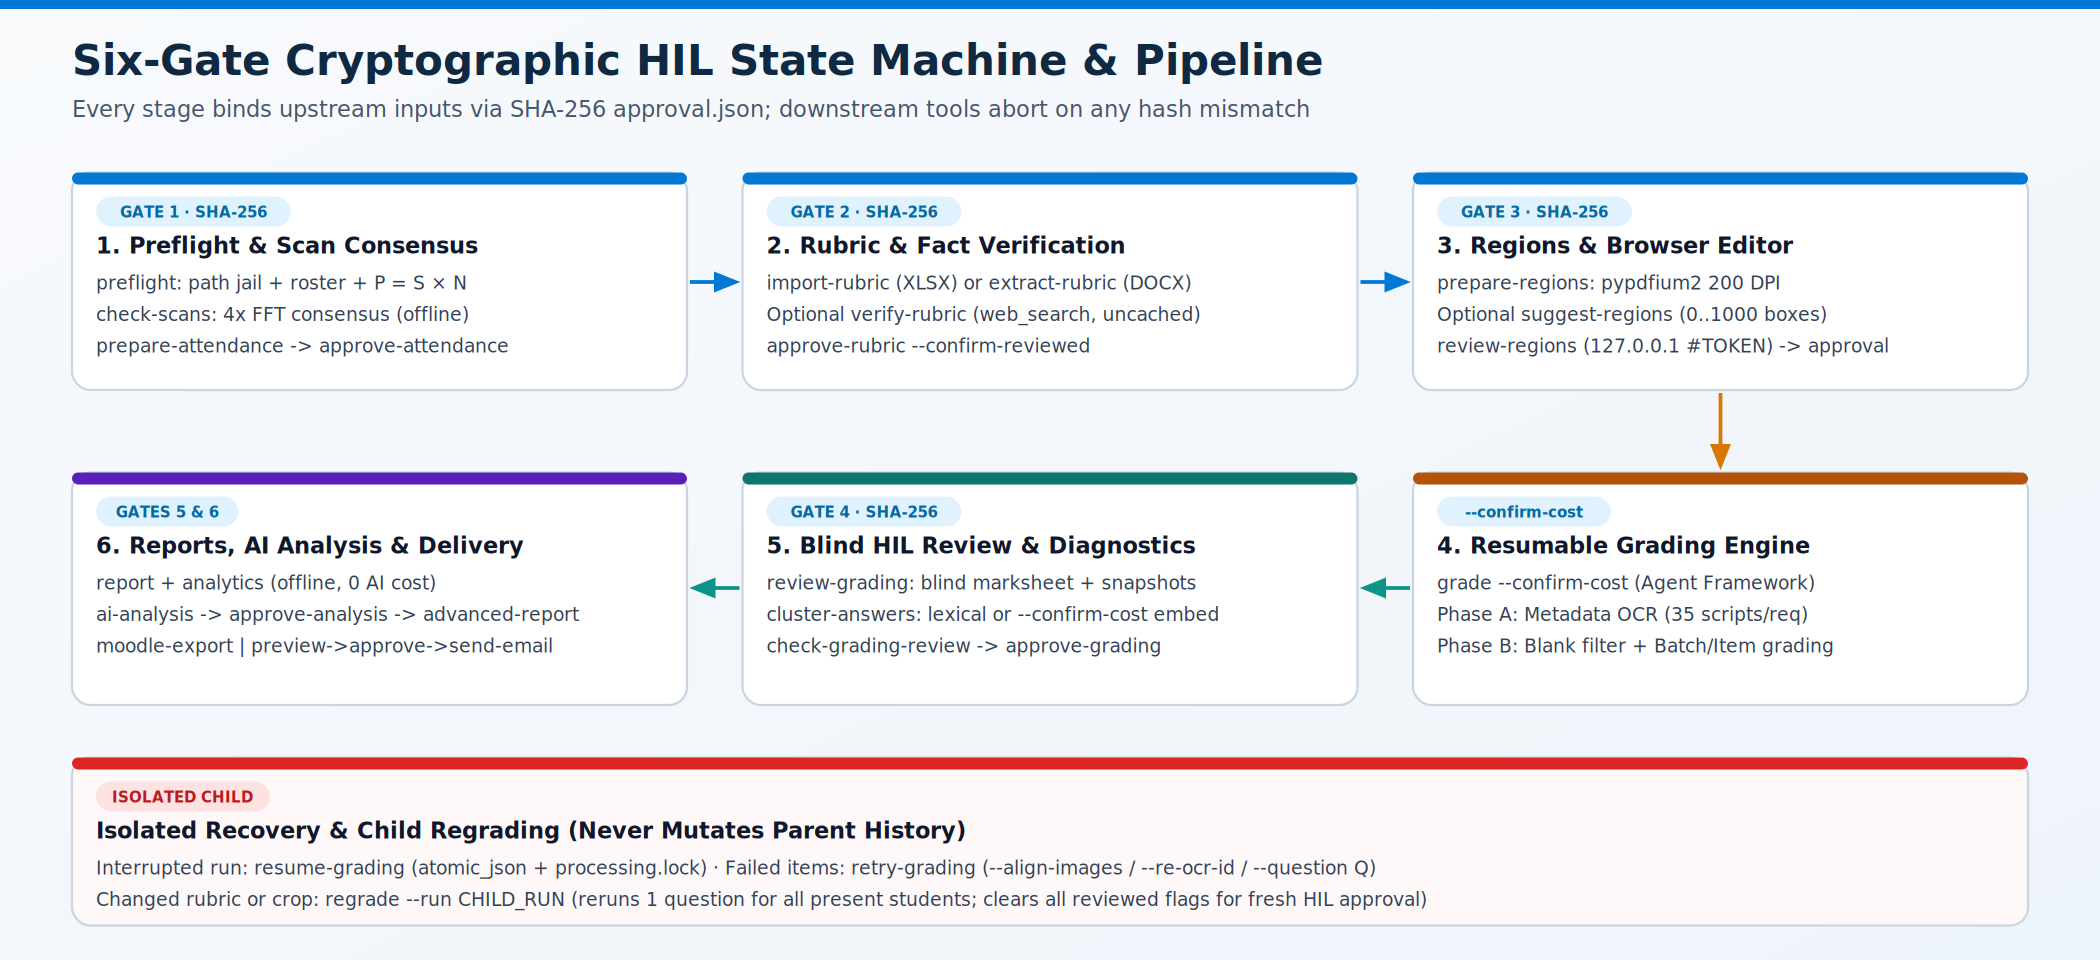 Six-Gate Cryptographic HIL State Machine & Pipeline
Every stage binds upstream inputs via SHA-256 approval.json; downstream tools abort on any hash mismatch
GATE 1 · SHA-256
1. Preflight & Scan Consensus
preflight: path jail + roster + P = S × N
check-scans: 4x FFT consensus (offline)
prepare-attendance -> approve-attendance
GATE 2 · SHA-256
2. Rubric & Fact Verification
import-rubric (XLSX) or extract-rubric (DOCX)
Optional verify-rubric (web_search, uncached)
approve-rubric --confirm-reviewed
GATE 3 · SHA-256
3. Regions & Browser Editor
prepare-regions: pypdfium2 200 DPI
Optional suggest-regions (0..1000 boxes)
review-regions (127.0.0.1 #TOKEN) -> approval
--confirm-cost
4. Resumable Grading Engine
grade --confirm-cost (Agent Framework)
Phase A: Metadata OCR (35 scripts/req)
Phase B: Blank filter + Batch/Item grading
GATE 4 · SHA-256
5. Blind HIL Review & Diagnostics
review-grading: blind marksheet + snapshots
cluster-answers: lexical or --confirm-cost embed
check-grading-review -> approve-grading
GATES 5 & 6
6. Reports, AI Analysis & Delivery
report + analytics (offline, 0 AI cost)
ai-analysis -> approve-analysis -> advanced-report
moodle-export | preview->approve->send-email
ISOLATED CHILD
Isolated Recovery & Child Regrading (Never Mutates Parent History)
Interrupted run: resume-grading (atomic_json + processing.lock) · Failed items: retry-grading (--align-images / --re-ocr-id / --question Q)
Changed rubric or crop: regrade --run CHILD_RUN (reruns 1 question for all present students; clears all reviewed flags for fresh HIL approval)